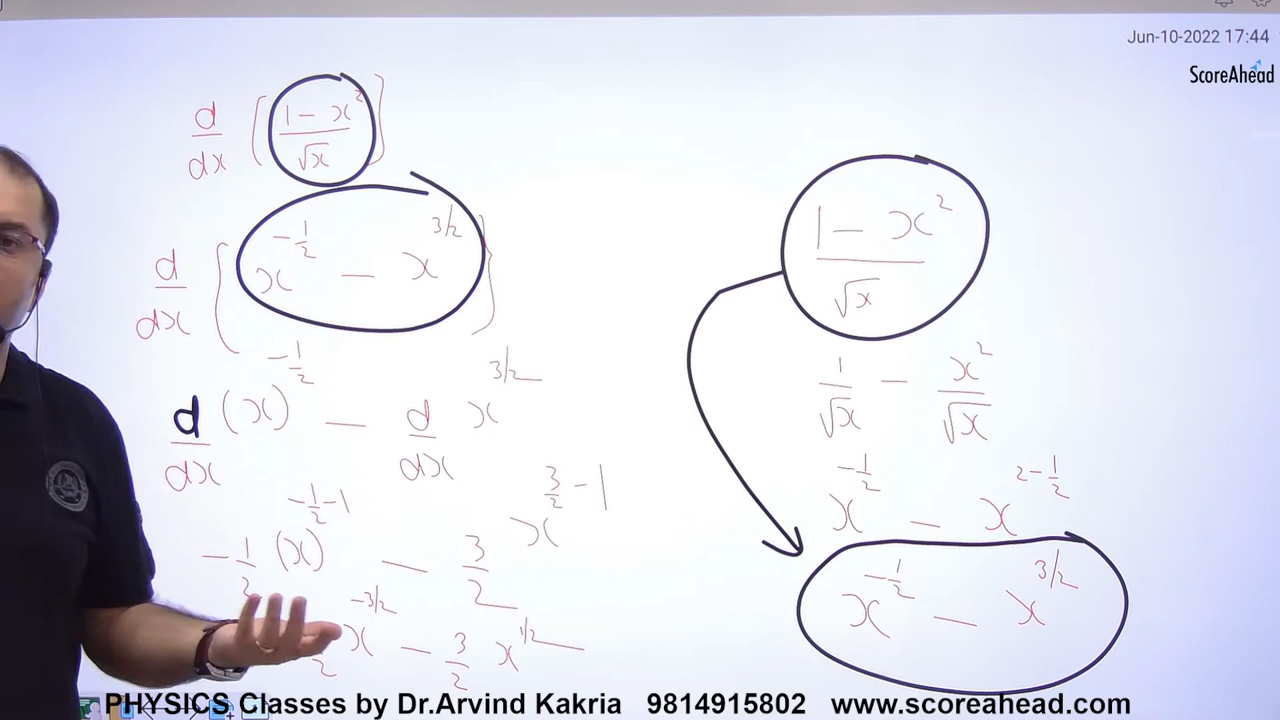 Jun-10-2022 17:44
ScoreAhead
d/dx [(1 - x²)/√x]
d/dx {x^(-1/2) - x^(3/2)}
d/dx (x)^(-1/2) - d/dx x^(3/2)
-1/2 (x)^(-1/2-1) - 3/2 x^(3/2-1)
2 x^(-3/2) - 3/2 x^(1/2)
(1 - x²)/√x
1/√x - x²/√x
x^(-1/2) - x^(2-1/2)
x^(-1/2) - x^(3/2)
PHYSICS Classes by Dr.Arvind Kakria 9814915802 www.scoreahead.com